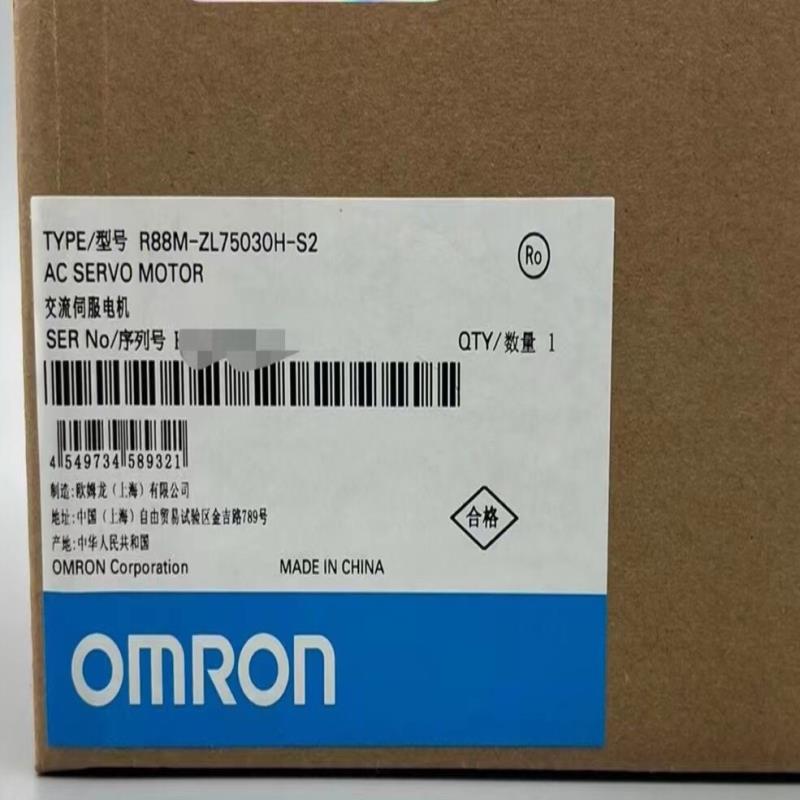 TYPE/型号 R88M-ZL75030H-S2
Ro
AC SERVO MOTOR
交流伺服电机
SER No/序列号
QTY/数量 1
4 549734 589321
制造:欧姆龙（上海）有限公司
地址:中国（上海）自由贸易试验区金吉路789号
合格
产地:中华人民共和国
OMRON Corporation
MADE IN CHINA
OMRON